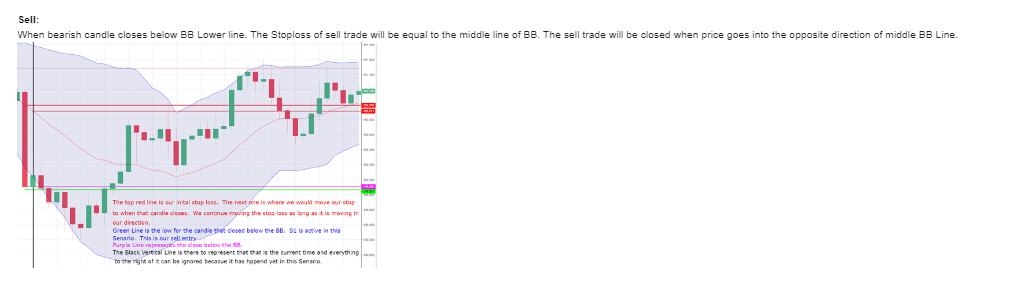 Sell:
When bearish candle closes below BB Lower line. The Stoploss of sell trade will be equal to the middle line of BB. The sell trade will be closed when price goes into the opposite direction of middle BB Line.
The top red line is our inital stop loss. The next one is where we would move our stop
to when that candle closes. We continue moving the stop loss as long as it is moving in
our direction.
Green Line is the low for the candle that closed below the BB. S1 is active in this
Senario. This is our sell entry
Purple Line represents the close below the BB.
The Black Vertical Line is there to represent that that is the current time and everything
to the right of it can be ignored becasue it has hppend yet in this Senario.